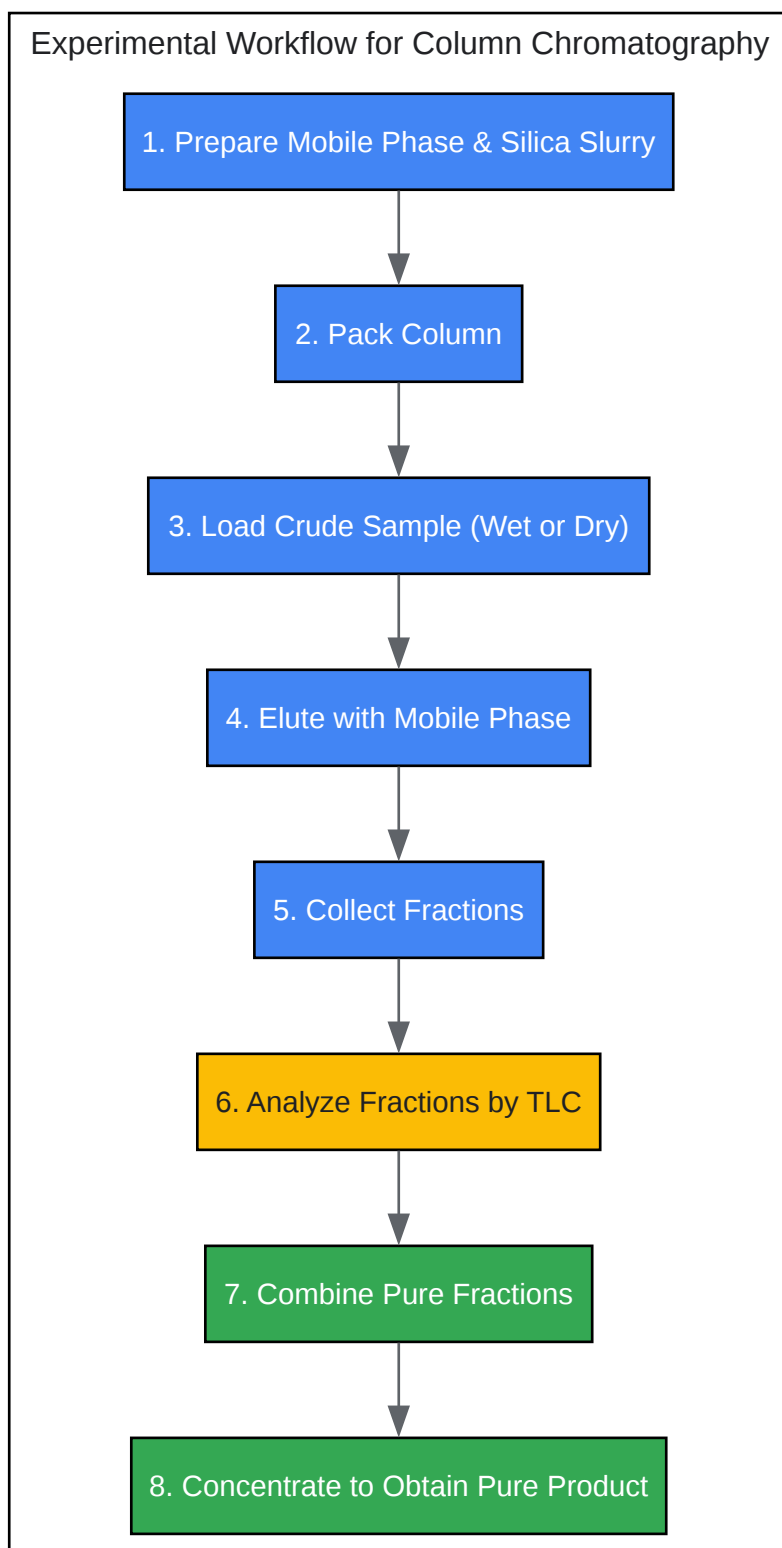 Experimental Workflow for Column Chromatography
1. Prepare Mobile Phase & Silica Slurry
2. Pack Column
3. Load Crude Sample (Wet or Dry)
4. Elute with Mobile Phase
5. Collect Fractions
6. Analyze Fractions by TLC
7. Combine Pure Fractions
8. Concentrate to Obtain Pure Product